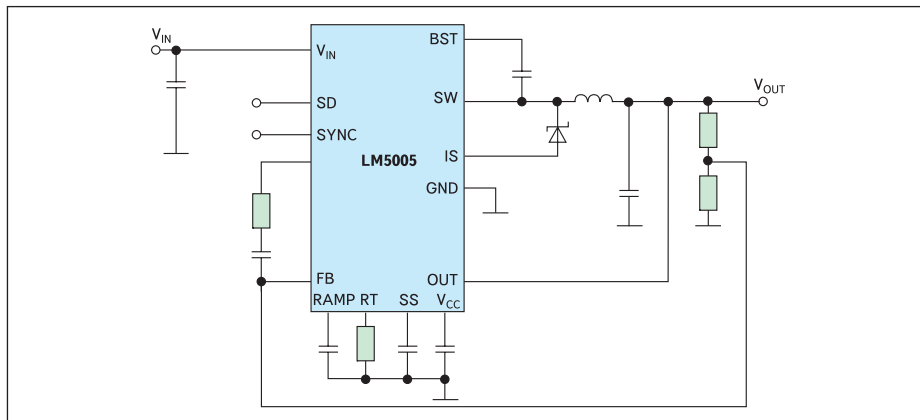 V_IN
V_IN
BST
SD
SW
V_OUT
SYNC
LM5005
IS
GND
FB
OUT
RAMP RT SS V_CC